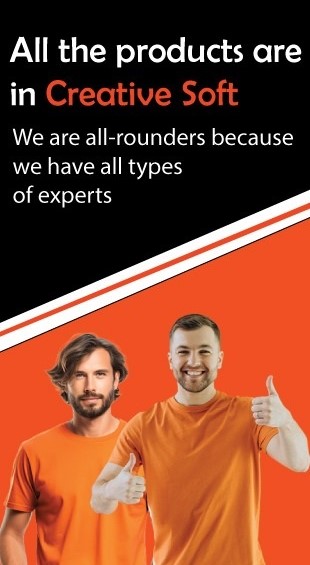 All the products are
in Creative Soft
We are all-rounders because
we have all types
of experts